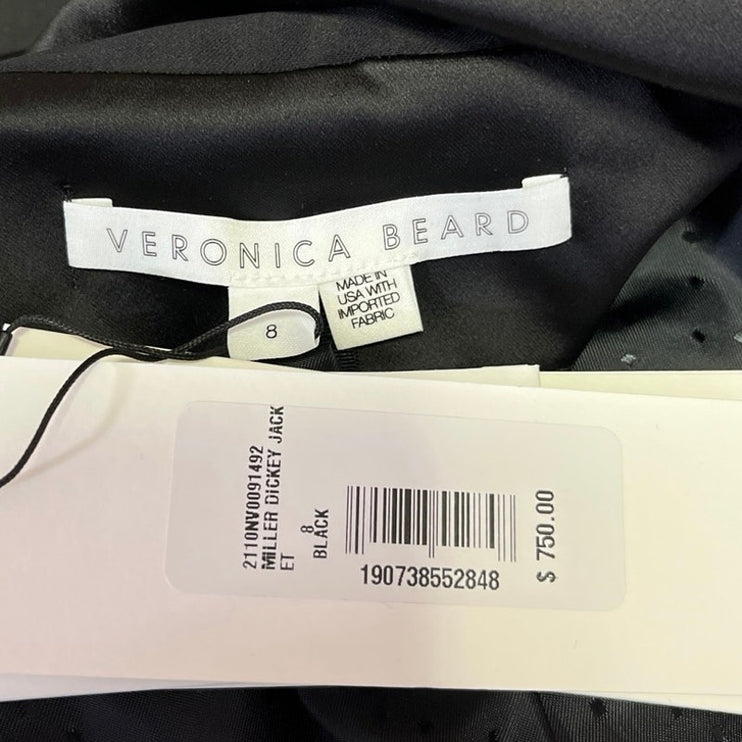 VERONICA BEARD
8
MADE IN
USA WITH
IMPORTED
FABRIC
2110NV0091492
MILLER DICKEY JACK
ET
8
BLACK
190738552848
$ 750.00